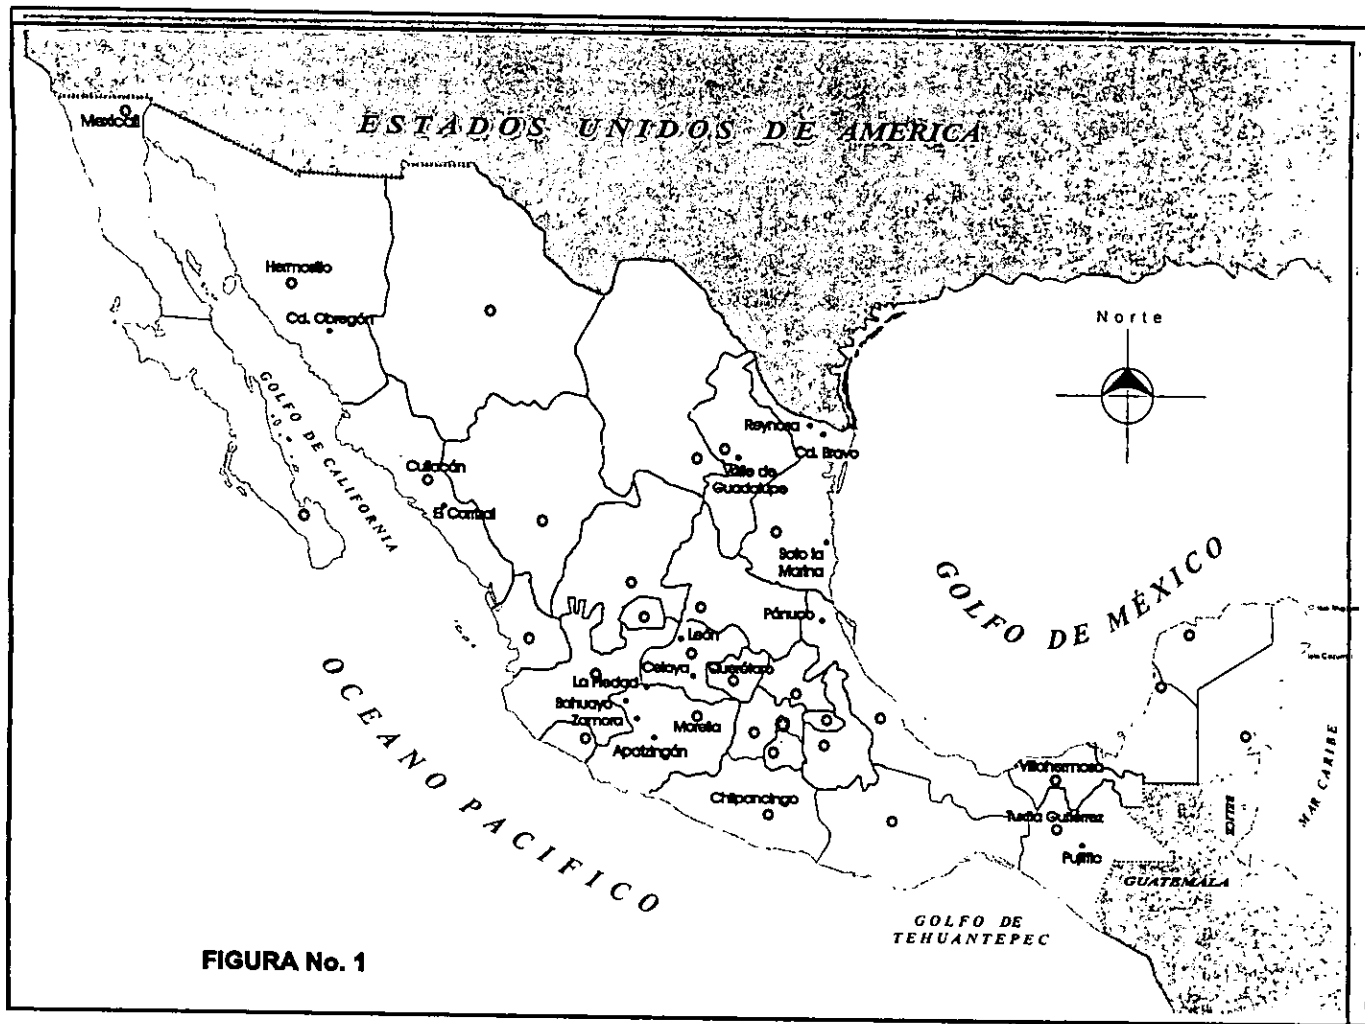 ESTADOS UNIDOS DE AMERICA
Mexicali
Hermosillo
Cd. Obregón
Norte
GOLFO DE CALIFORNIA
Reynosa
Cd. Bravo
Valle de
Guadalupe
Culiacán
El Carrizal
Soto la
Marina
GOLFO DE MÉXICO
Pánuco
León
Celaya
Querétaro
La Piedad
Sahuayo
Zamora
Morelia
Apatzingán
OCEANO PACIFICO
Chilpancingo
Villahermosa
Tuxtla Gutiérrez
Pujiltic
BELICE
MAR CARIBE
GUATEMALA
GOLFO DE
TEHUANTEPEC
FIGURA No. 1